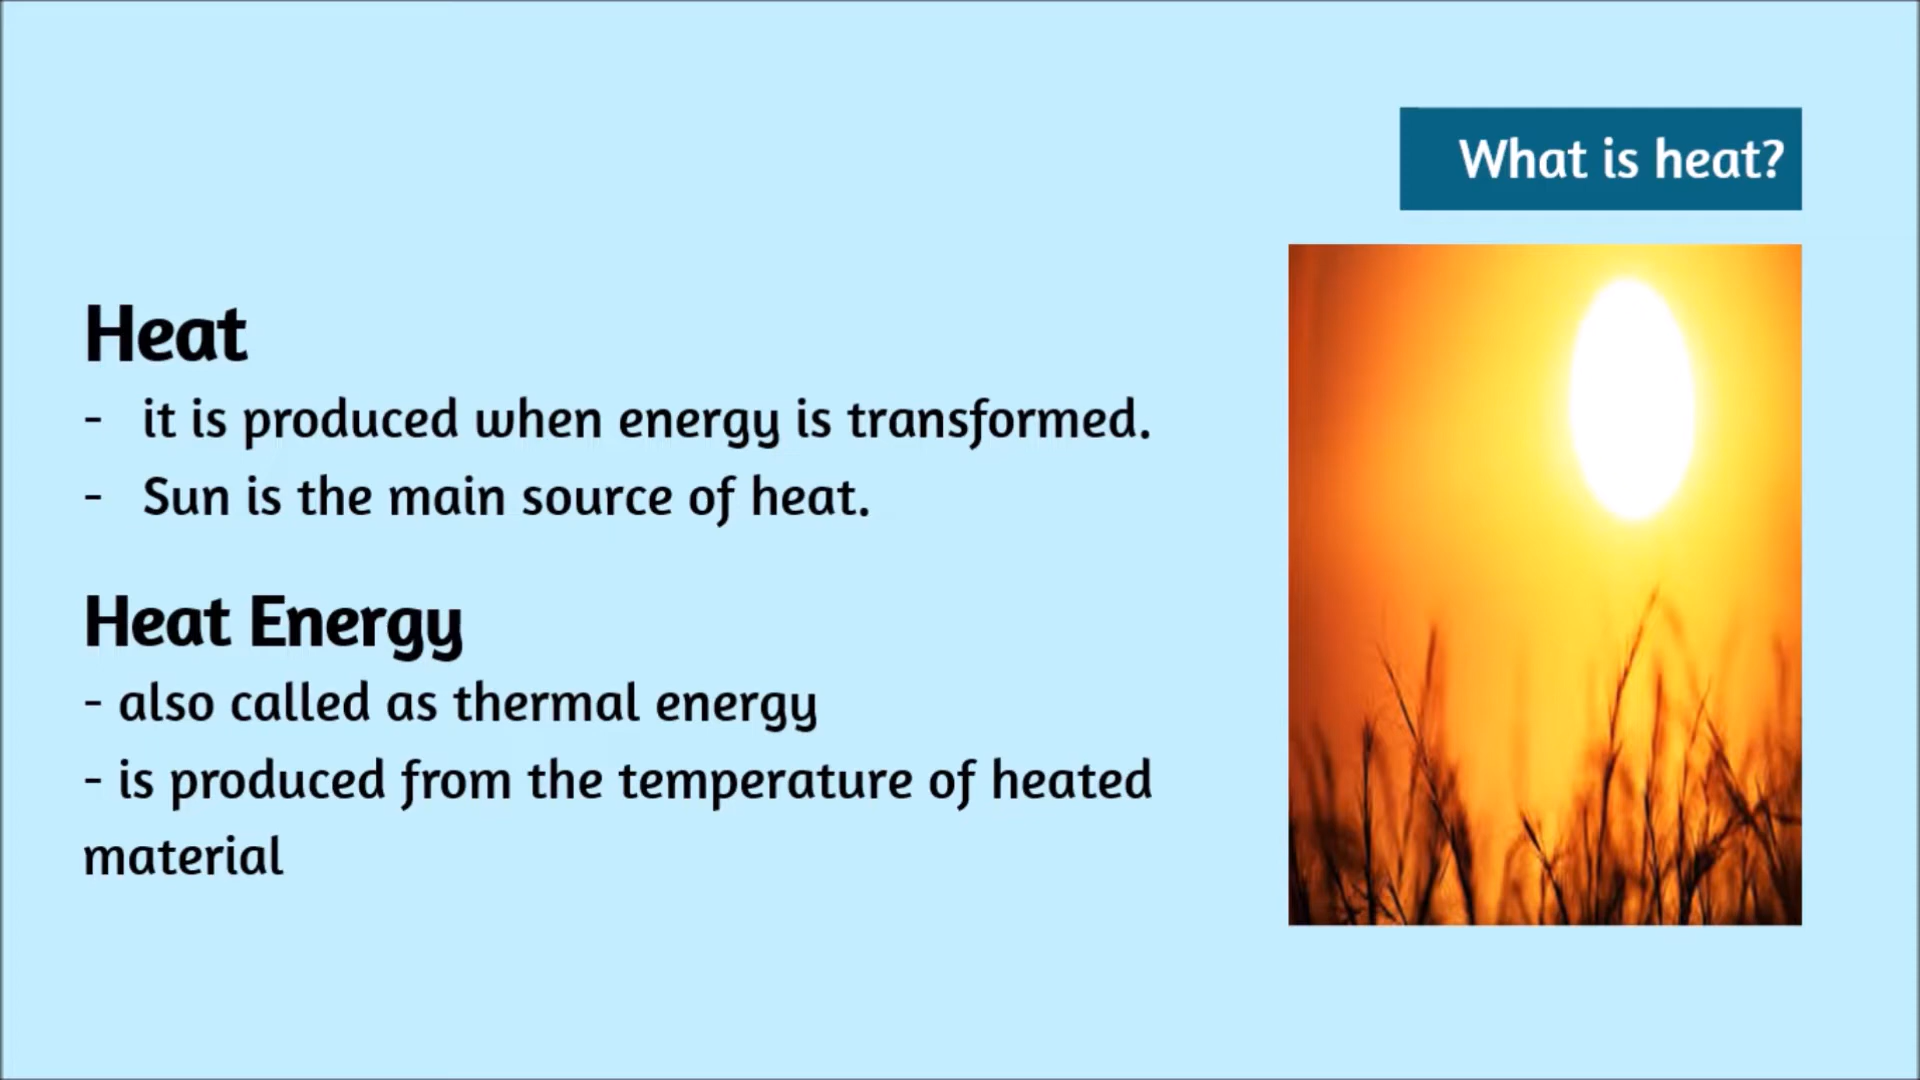 What is heat?
Heat
- it is produced when energy is transformed.
- Sun is the main source of heat.
Heat Energy
- also called as thermal energy
- is produced from the temperature of heated
material